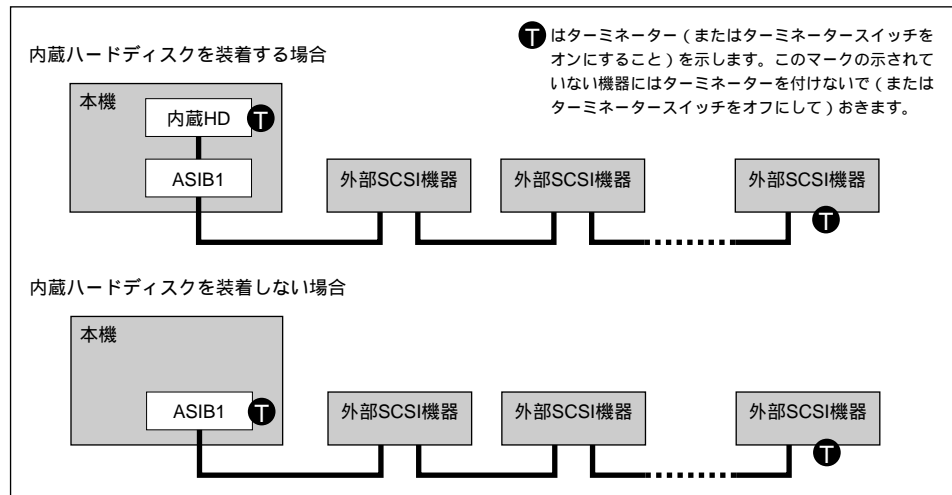 内蔵ハードディスクを装着する場合
T はターミネーター(またはターミネータースイッチを
オンにすること)を示します。このマークの示されて
いない機器にはターミネーターを付けないで(または
ターミネータースイッチをオフにして)おきます。
本機
内蔵HD T
ASIB1
外部SCSI機器
外部SCSI機器
外部SCSI機器
T
内蔵ハードディスクを装着しない場合
本機
ASIB1 T
外部SCSI機器
外部SCSI機器
外部SCSI機器
T